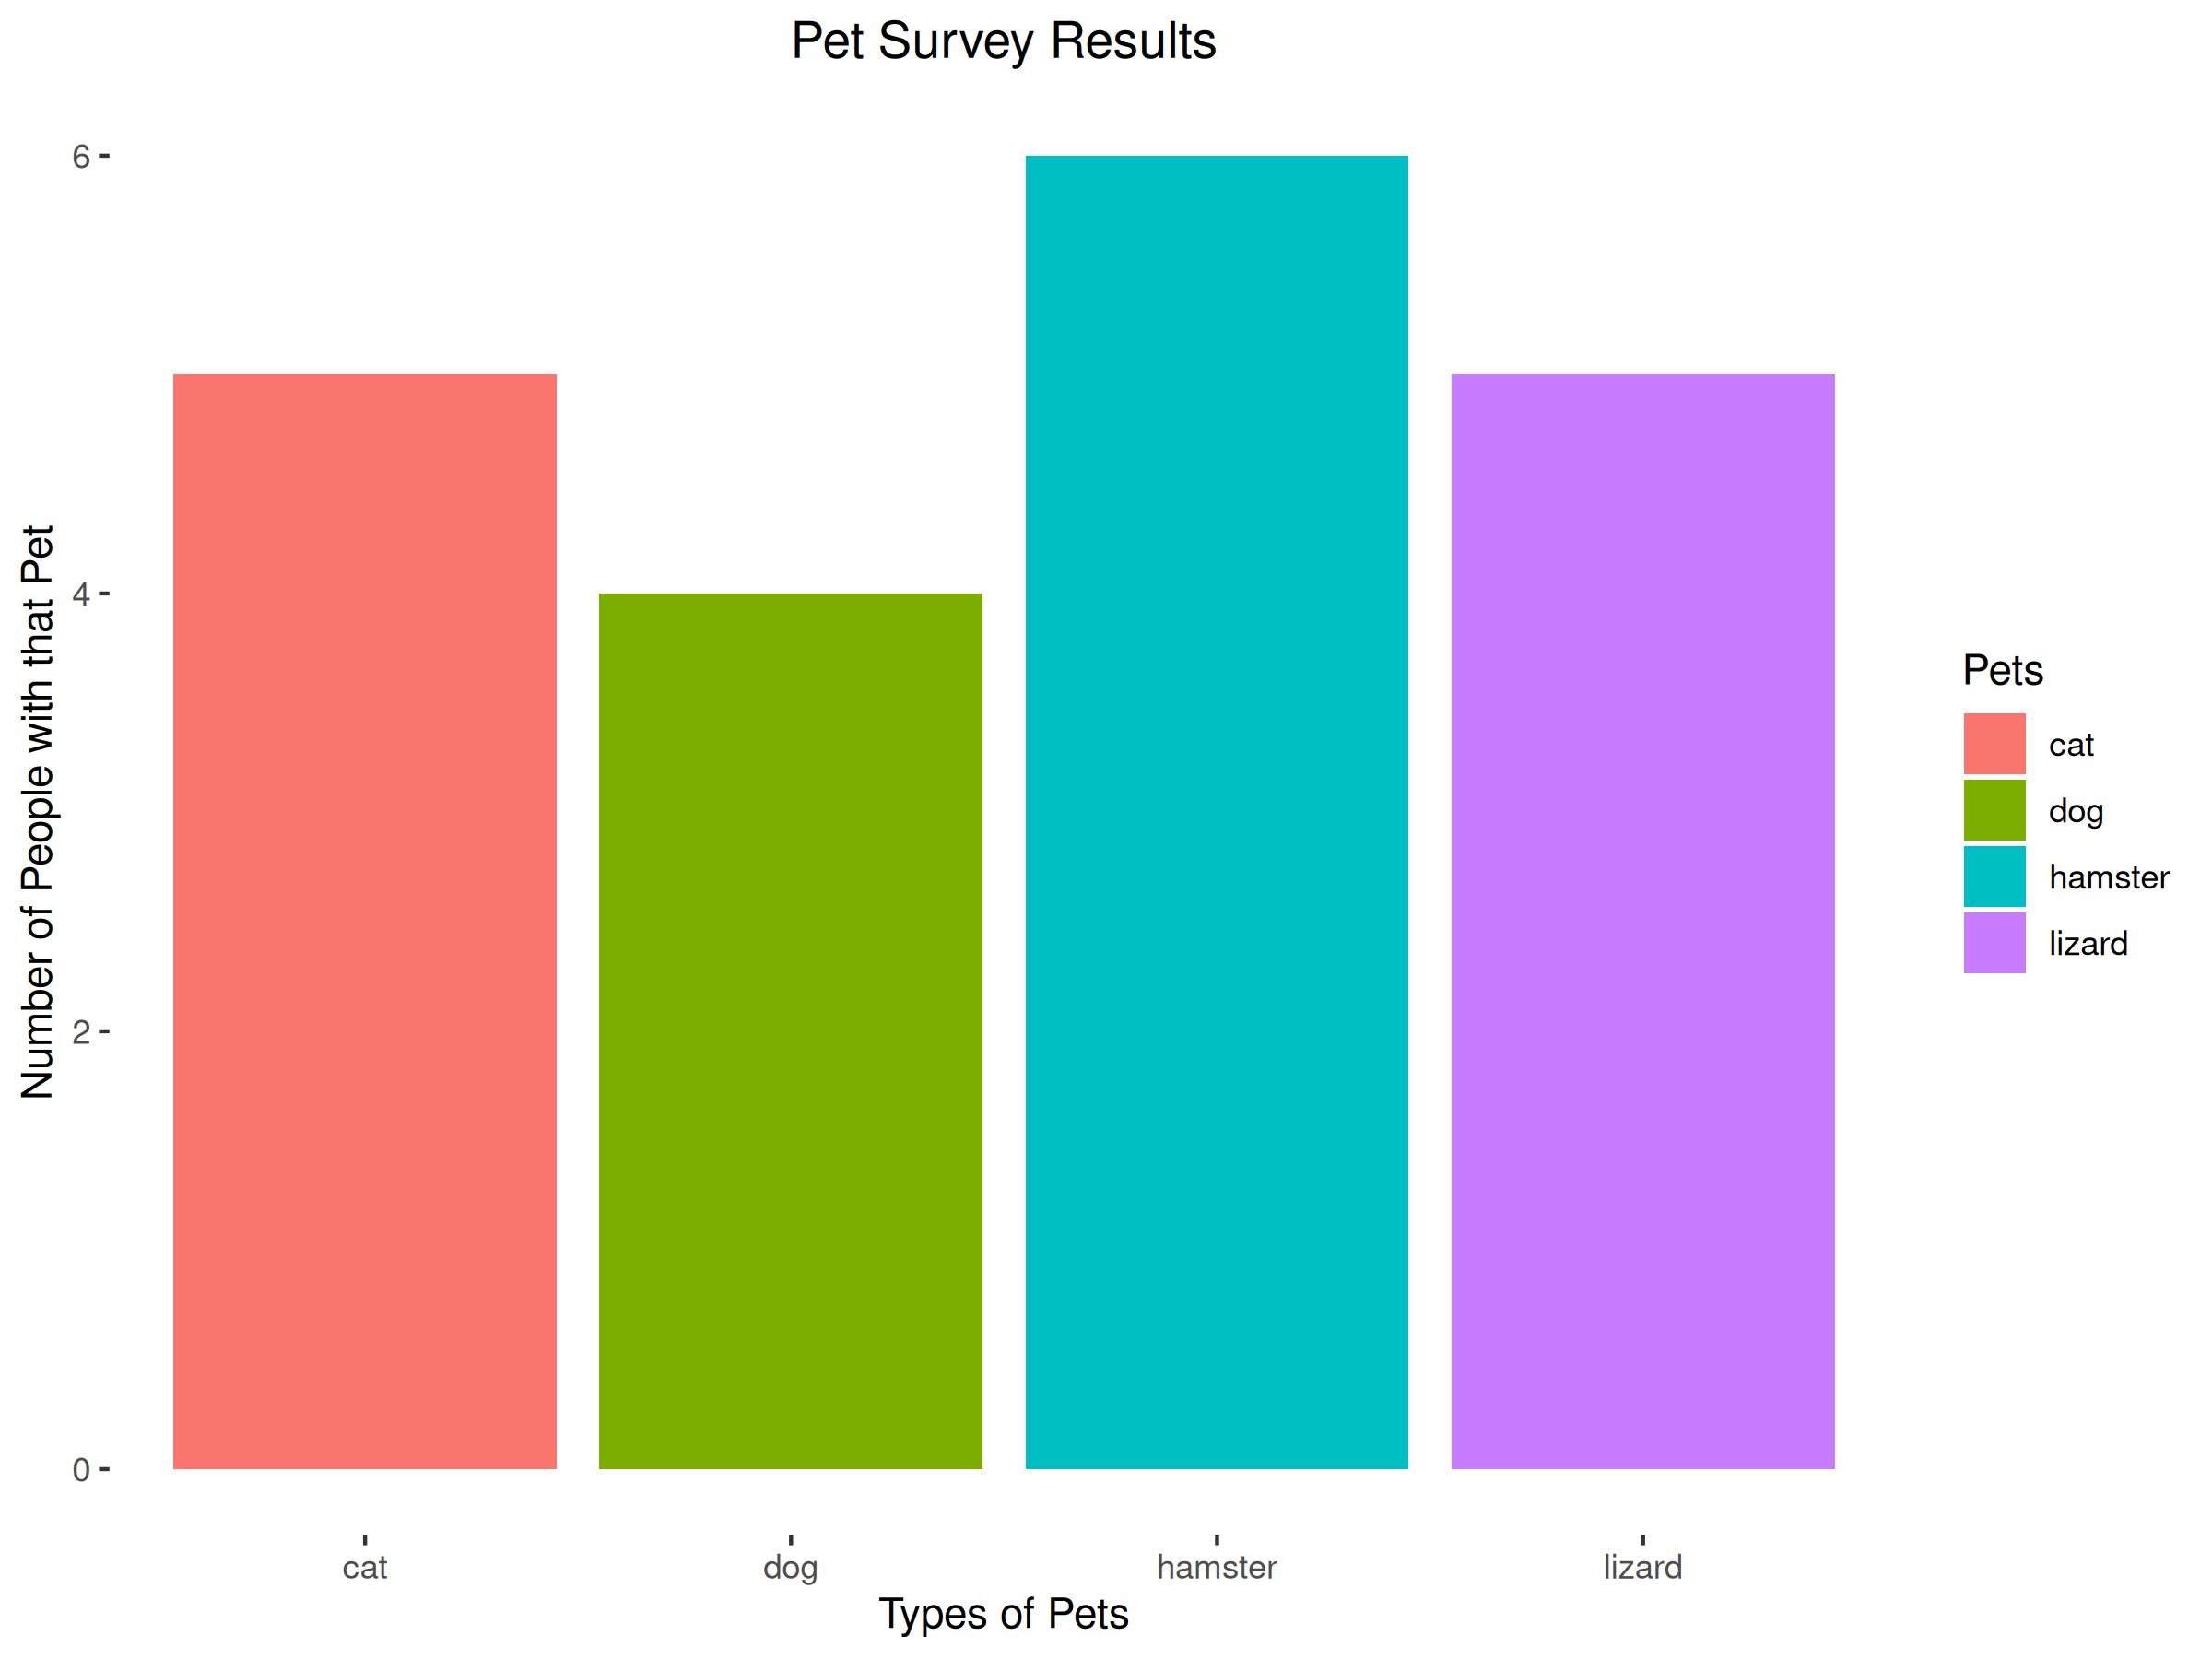 Pet Survey Results
Number of People with that Pet
6
4
2
0
cat
dog
hamster
lizard
Types of Pets
Pets
cat
dog
hamster
lizard